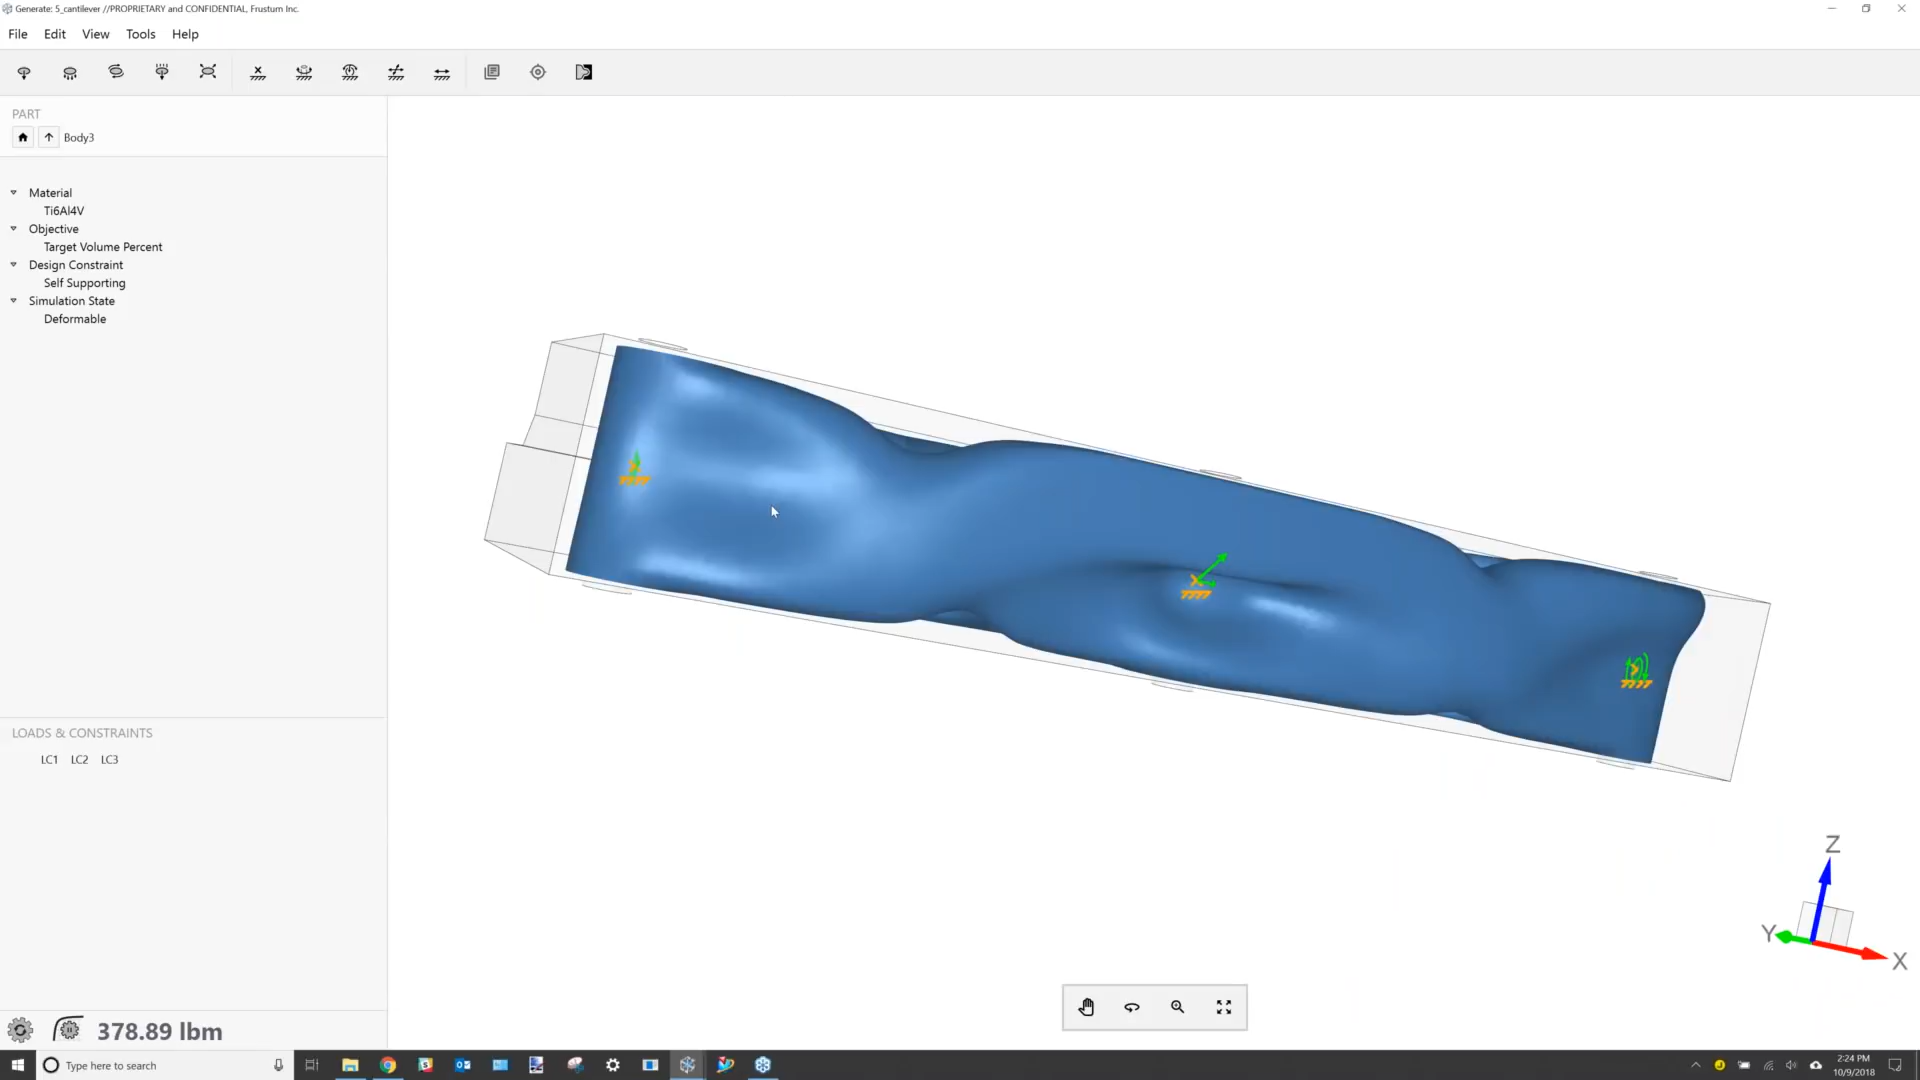 Generate: 5_cantilever //PROPRIETARY and CONFIDENTIAL, Frustum Inc.
File Edit View Tools Help
PART
Body3
Material
Ti6Al4V
Objective
Target Volume Percent
Design Constraint
Self Supporting
Simulation State
Deformable
LOADS & CONSTRAINTS
LC1 LC2 LC3
Z
Y
X
378.89 lbm
Type here to search
2:24 PM
10/9/2018